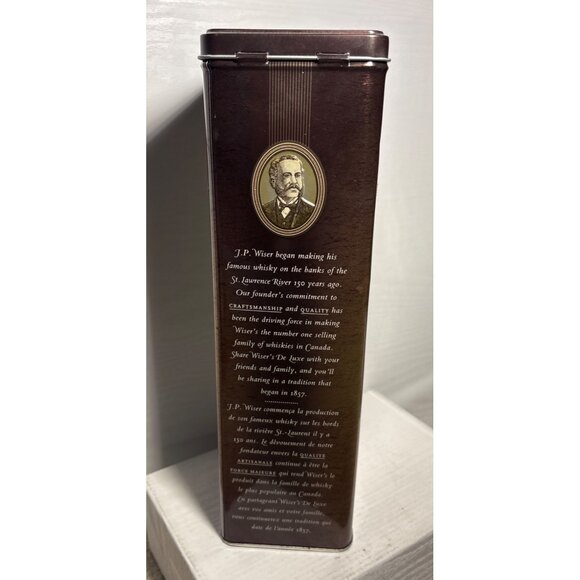 J.P. Wiser began making his
famous whisky on the banks of the
St. Lawrence River 150 years ago.
Our founder's commitment to
CRAFTSMANSHIP and QUALITY has
been the driving force in making
Wiser's the number one selling
family of whiskies in Canada.
Share Wiser's De Luxe with your
friends and family, and you'll
be sharing in a tradition that
began in 1857.
J.P. Wiser commença la production
de son fameux whisky sur les bords
de la rivière St.-Laurent il y a
150 ans. Le dévouement de notre
fondateur envers la QUALITÉ
ARTISANALE continue à être la
FORCE MAJEURE qui rend Wiser's le
produit dans la famille de whisky
le plus populaire au Canada.
En partageant Wiser's De Luxe
avec vos amis et votre famille,
vous continuerez une tradition qui
date de l'année 1857.